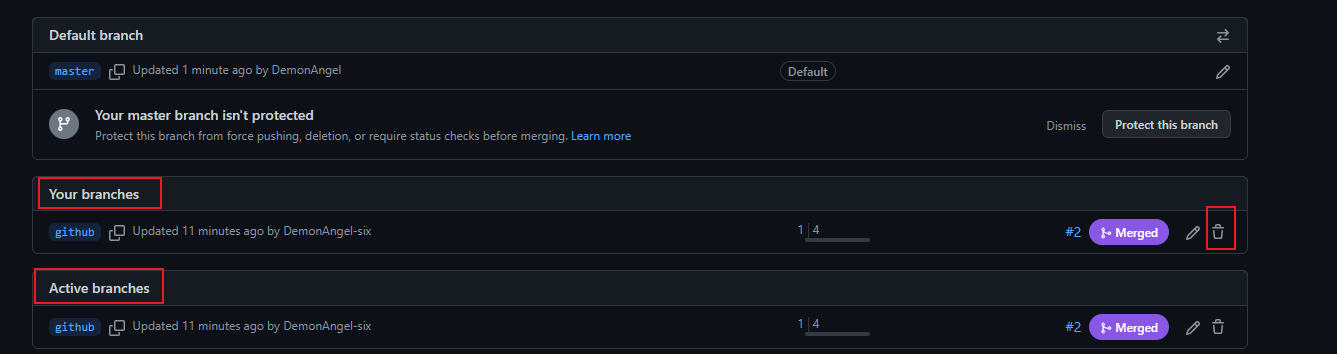 Default branch
master Updated 1 minute ago by DemonAngel Default
Your master branch isn't protected
Protect this branch from force pushing, deletion, or require status checks before merging. Learn more Dismiss Protect this branch
Your branches
github Updated 11 minutes ago by DemonAngel-six 1 4 #2 Merged
Active branches
github Updated 11 minutes ago by DemonAngel-six 1 4 #2 Merged